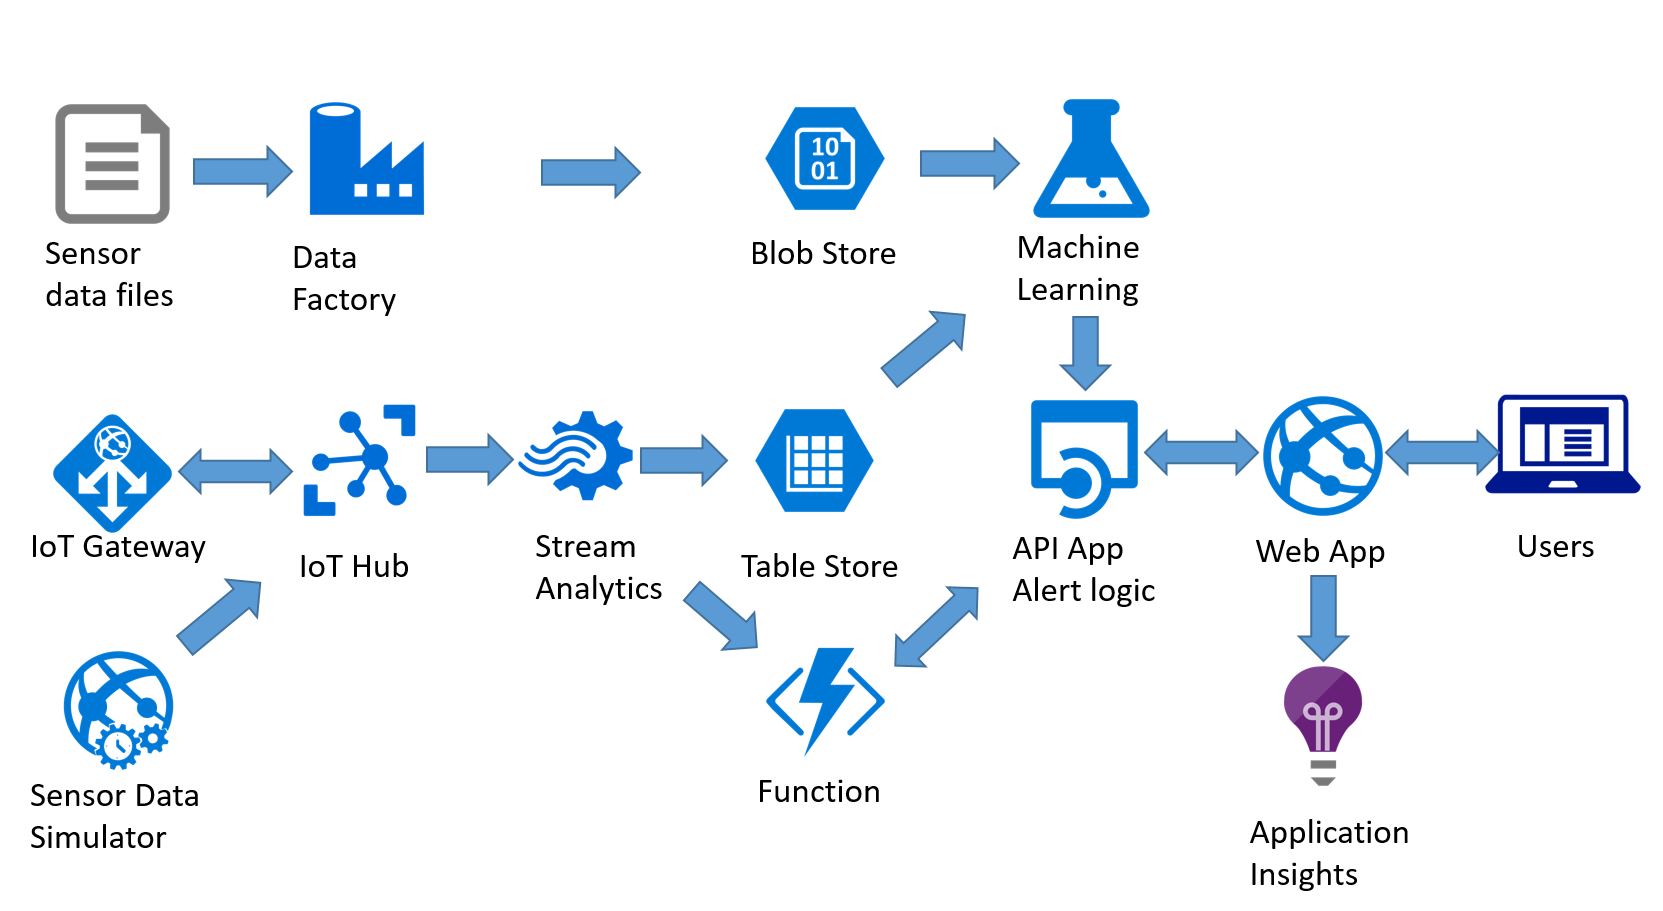 10
01
Sensor
data files
Data
Factory
Blob Store
Machine
Learning
IoT Gateway
IoT Hub
Stream
Analytics
Table Store
API App
Alert logic
Web App
Users
Sensor Data
Simulator
Function
Application
Insights